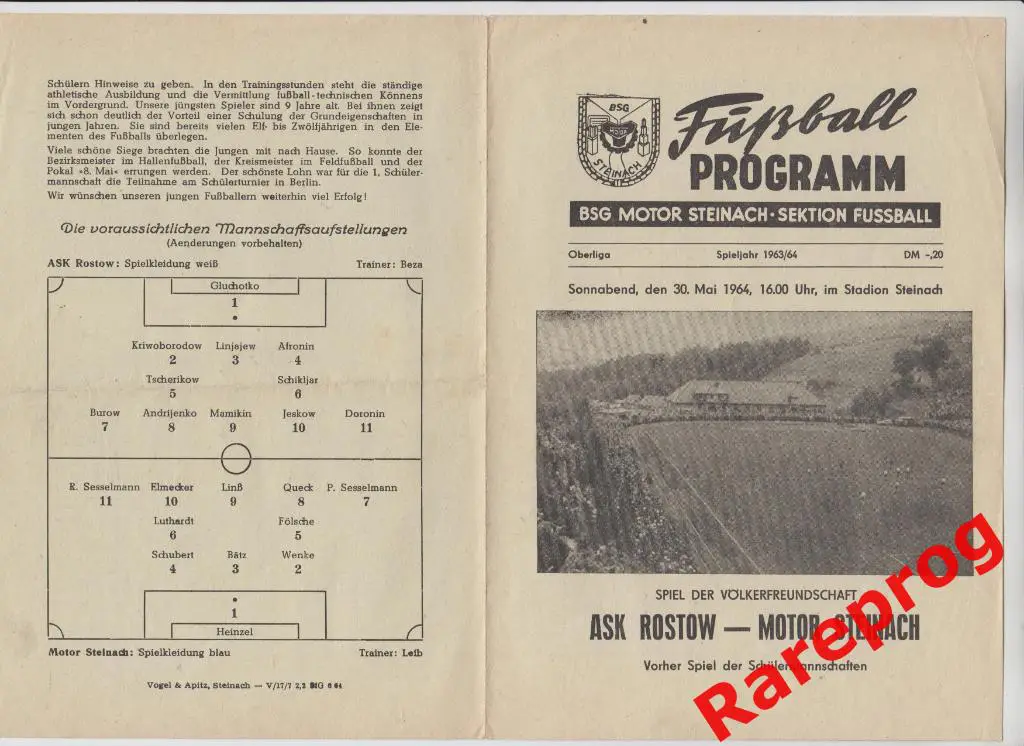 Schülern Hinweise zu geben. In den Trainingsstunden steht die ständige
athletische Ausbildung und die Vermittlung fußball-technischen Könnens
im Vordergrund. Unsere jüngsten Spieler sind 9 Jahre alt. Bei ihnen zeigt
sich schon deutlich der Vorteil einer Schulung der Grundeigenschaften in
jungen Jahren. Sie sind bereits vielen Elf- bis Zwölfjährigen in den Ele-
menten des Fußballs überlegen.
Viele schöne Siege brachten die Jungen mit nach Hause. So konnte der
Bezirksmeister im Hallenfußball, der Kreismeister im Feldfußball und der
Pokal »8. Mai« errungen werden. Der schönste Lohn war für die 1. Schüler-
mannschaft die Teilnahme am Schülerturnier in Berlin.
Wir wünschen unseren jungen Fußballern weiterhin viel Erfolg!
Die voraussichtlichen Mannschaftsaufstellungen
(Aenderungen vorbehalten)
ASK Rostow: Spielkleidung weiß Trainer: Beza
Gluchotko
1
Kriwoborodow Linjejew Afronin
2 3 4
Tscherikow Schikljar
5 6
Burow Andrijenko Mamikin Jeskow Doronin
7 8 9 10 11
R. Sesselmann Elmecker Linß Queck P. Sesselmann
11 10 9 8 7
Luthardt Fölsche
6 5
Schubert Bätz Wenke
4 3 2
1
Heinzel
Motor Steinach: Spielkleidung blau Trainer: Leib
Vogel & Apitz, Steinach — V/17/7 2,2 MG 6 64
BSG
MOTOR
STEINACH
Fußball
PROGRAMM
BSG MOTOR STEINACH · SEKTION FUSSBALL
Oberliga Spieljahr 1963/64 DM -,20
Sonnabend, den 30. Mai 1964, 16.00 Uhr, im Stadion Steinach
SPIEL DER VÖLKERFREUNDSCHAFT
ASK ROSTOW — MOTOR STEINACH
Vorher Spiel der Schülermannschaften
Rareprog